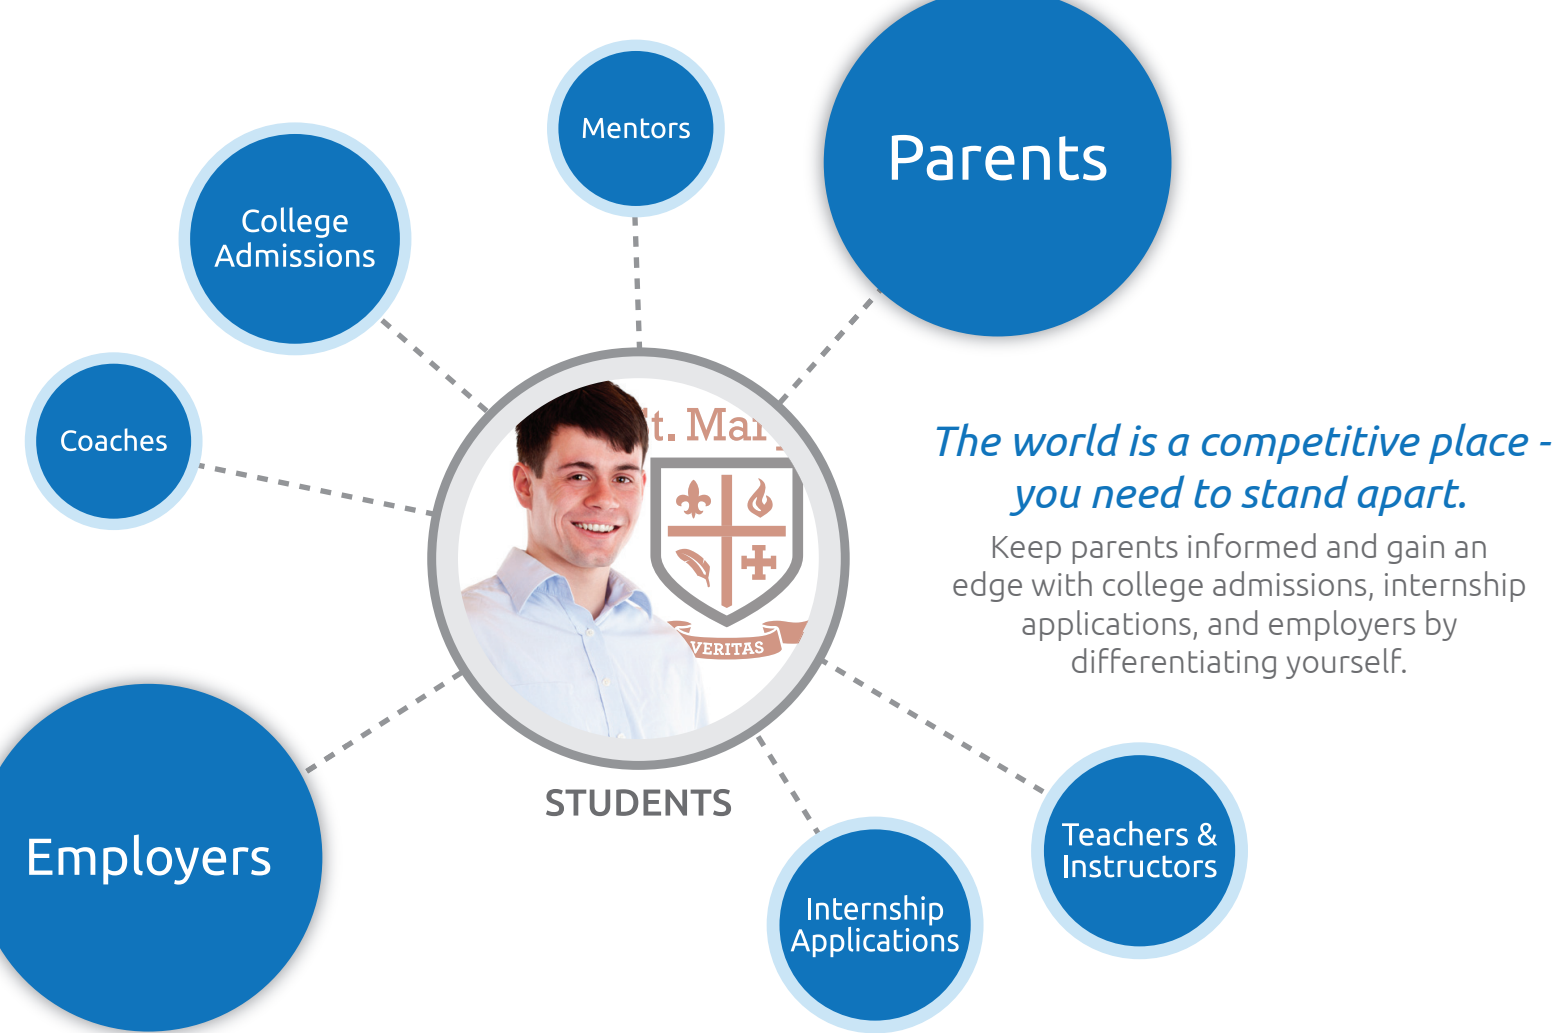 Mentors
Parents
College
Admissions
Coaches
t. Mar
VERITAS
The world is a competitive place -
you need to stand apart.
Keep parents informed and gain an
edge with college admissions, internship
applications, and employers by
differentiating yourself.
STUDENTS
Employers
Teachers &
Instructors
Internship
Applications